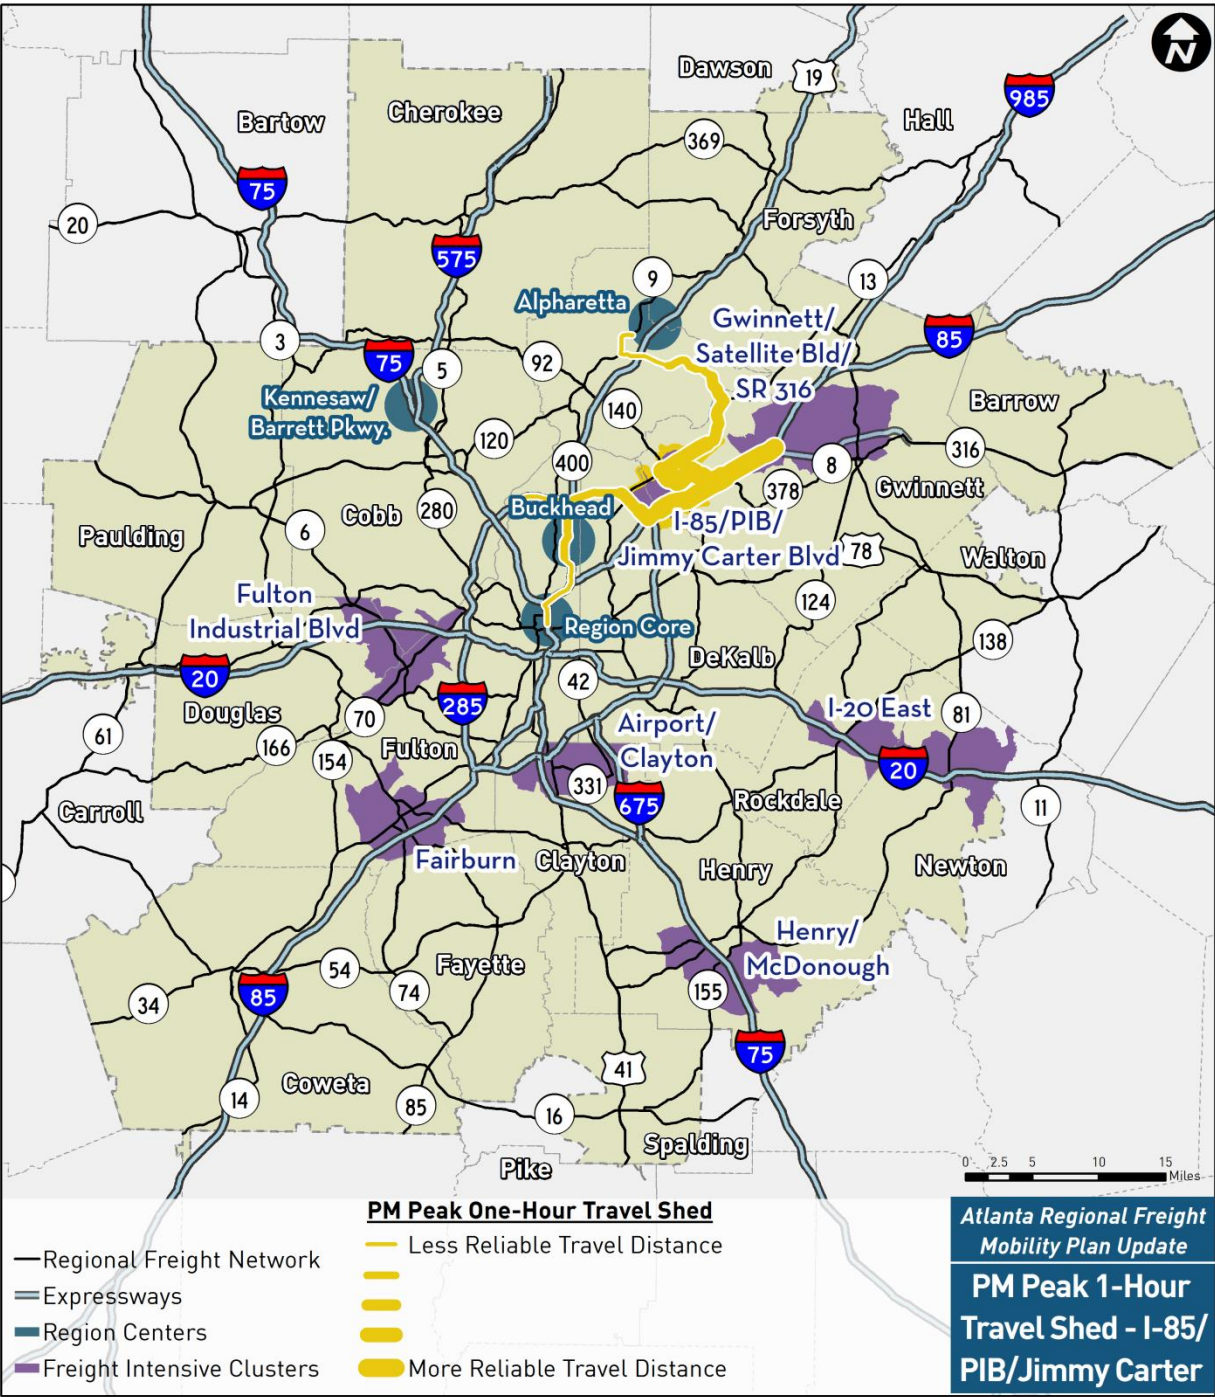 N
Dawson
19
985
Hall
Cherokee
Bartow
369
75
20
575
Forsyth
9
13
Alpharetta
Gwinnett/
Satellite Bld/
SR 316
85
3
75
5
92
Kennesaw/
Barrett Pkwy.
140
Barrow
120
400
316
8
378
Gwinnett
280
Buckhead
Cobb
6
Paulding
I-85/PIB/
Jimmy Carter Blvd
78
Walton
Fulton
Industrial Blvd
124
Region Core
138
DeKalb
20
42
285
Douglas
70
I-20 East
81
61
166
154
Fulton
Airport/
Clayton
331
20
675
Rockdale
11
Carroll
Fairburn
Clayton
Henry
Newton
Henry/
McDonough
54
Fayette
74
155
34
85
75
41
Coweta
14
85
16
Spalding
Pike
0 2.5 5 10 15
Miles
PM Peak One-Hour Travel Shed
Less Reliable Travel Distance
More Reliable Travel Distance
Regional Freight Network
Expressways
Region Centers
Freight Intensive Clusters
Atlanta Regional Freight
Mobility Plan Update
PM Peak 1-Hour
Travel Shed - I-85/
PIB/Jimmy Carter